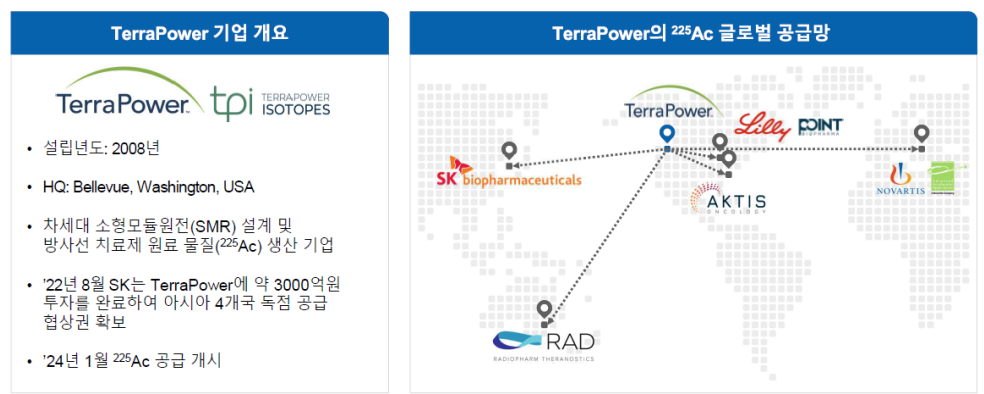 TerraPower 기업 개요
TerraPower
tpi TERRAPOWER
ISOTOPES
• 설립년도: 2008년
• HQ: Bellevue, Washington, USA
• 차세대 소형모듈원전(SMR) 설계 및
방사선 치료제 원료 물질(²²⁵Ac) 생산 기업
• ’22년 8월 SK는 TerraPower에 약 3000억원
투자를 완료하여 아시아 4개국 독점 공급
협상권 확보
• ’24년 1월 ²²⁵Ac 공급 개시
TerraPower의 ²²⁵Ac 글로벌 공급망
TerraPower
Lilly POINT
BIOPHARMA
SK biopharmaceuticals
AKTIS
ONCOLOGY
NOVARTIS
RAD
RADIOPHARM THERANOSTICS